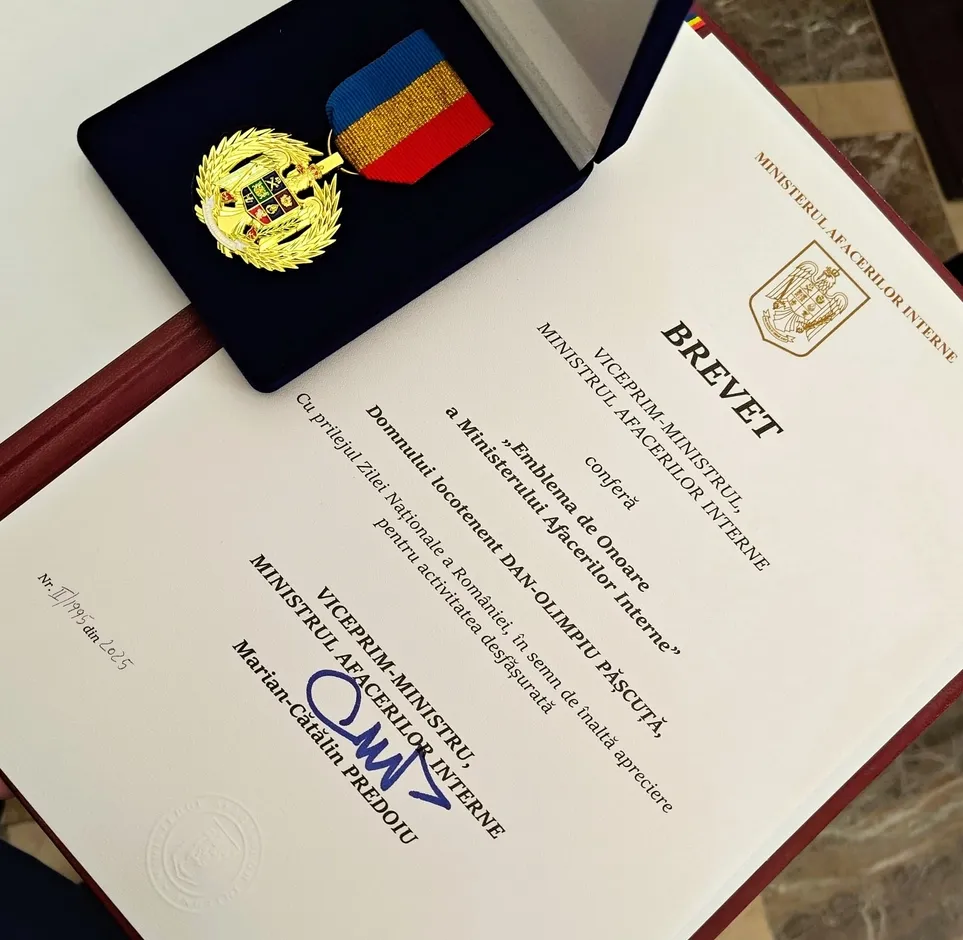 MINISTERUL AFACERILOR INTERNE
BREVET
VICEPRIM-MINISTRUL,
MINISTRUL AFACERILOR INTERNE
conferă
„Emblema de Onoare
a Ministerului Afacerilor Interne”
Domnului locotenent DAN-OLIMPIU PĂȘCUȚĂ,
Cu prilejul Zilei Naționale a României, în semn de înaltă apreciere
pentru activitatea desfășurată
VICEPRIM-MINISTRU,
MINISTRUL AFACERILOR INTERNE
Marian-Cătălin PREDOIU
Nr. II/1995 din 2025